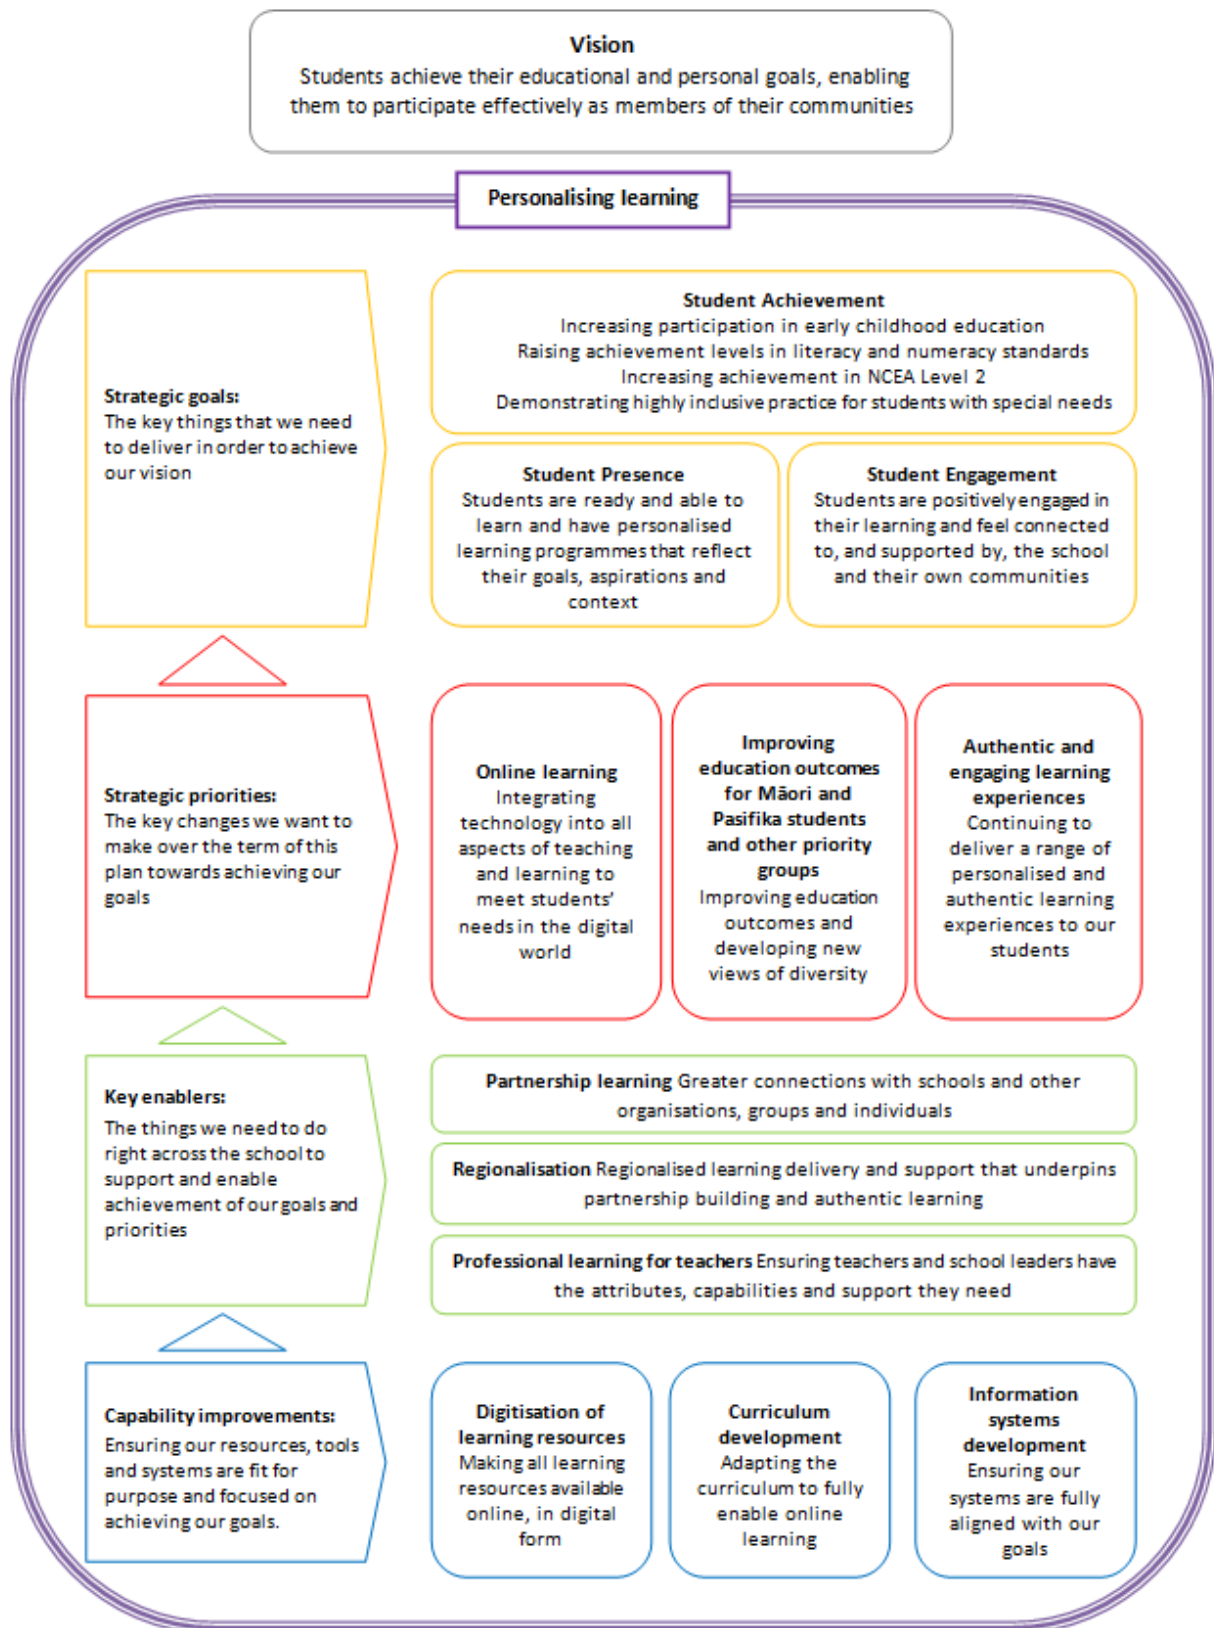 Vision
Students achieve their educational and personal goals, enabling
them to participate effectively as members of their communities
Personalising learning
Strategic goals:
The key things that we need
to deliver in order to achieve
our vision
Student Achievement
Increasing participation in early childhood education
Raising achievement levels in literacy and numeracy standards
Increasing achievement in NCEA Level 2
Demonstrating highly inclusive practice for students with special needs
Student Presence
Students are ready and able to
learn and have personalised
learning programmes that reflect
their goals, aspirations and
context
Student Engagement
Students are positively engaged in
their learning and feel connected
to, and supported by, the school
and their own communities
Strategic priorities:
The key changes we want to
make over the term of this
plan towards achieving our
goals
Online learning
Integrating
technology into all
aspects of teaching
and learning to
meet students’
needs in the digital
world
Improving
education outcomes
for Māori and
Pasifika students
and other priority
groups
Improving education
outcomes and
developing new
views of diversity
Authentic and
engaging learning
experiences
Continuing to
deliver a range of
personalised and
authentic learning
experiences to our
students
Key enablers:
The things we need to do
right across the school to
support and enable
achievement of our goals and
priorities
Partnership learning Greater connections with schools and other
organisations, groups and individuals
Regionalisation Regionalised learning delivery and support that underpins
partnership building and authentic learning
Professional learning for teachers Ensuring teachers and school leaders have
the attributes, capabilities and support they need
Capability improvements:
Ensuring our resources, tools
and systems are fit for
purpose and focused on
achieving our goals.
Digitisation of
learning resources
Making all learning
resources available
online, in digital
form
Curriculum
development
Adapting the
curriculum to fully
enable online
learning
Information
systems
development
Ensuring our
systems are fully
aligned with our
goals